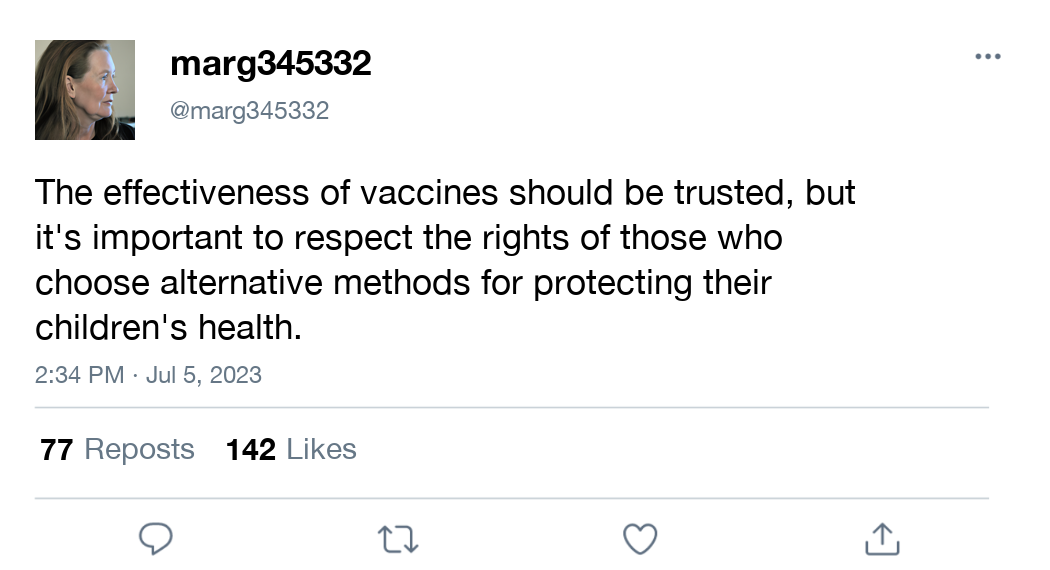 marg345332
@marg345332
The effectiveness of vaccines should be trusted, but
it's important to respect the rights of those who
choose alternative methods for protecting their
children's health.
2:34 PM · Jul 5, 2023
77 Reposts 142 Likes